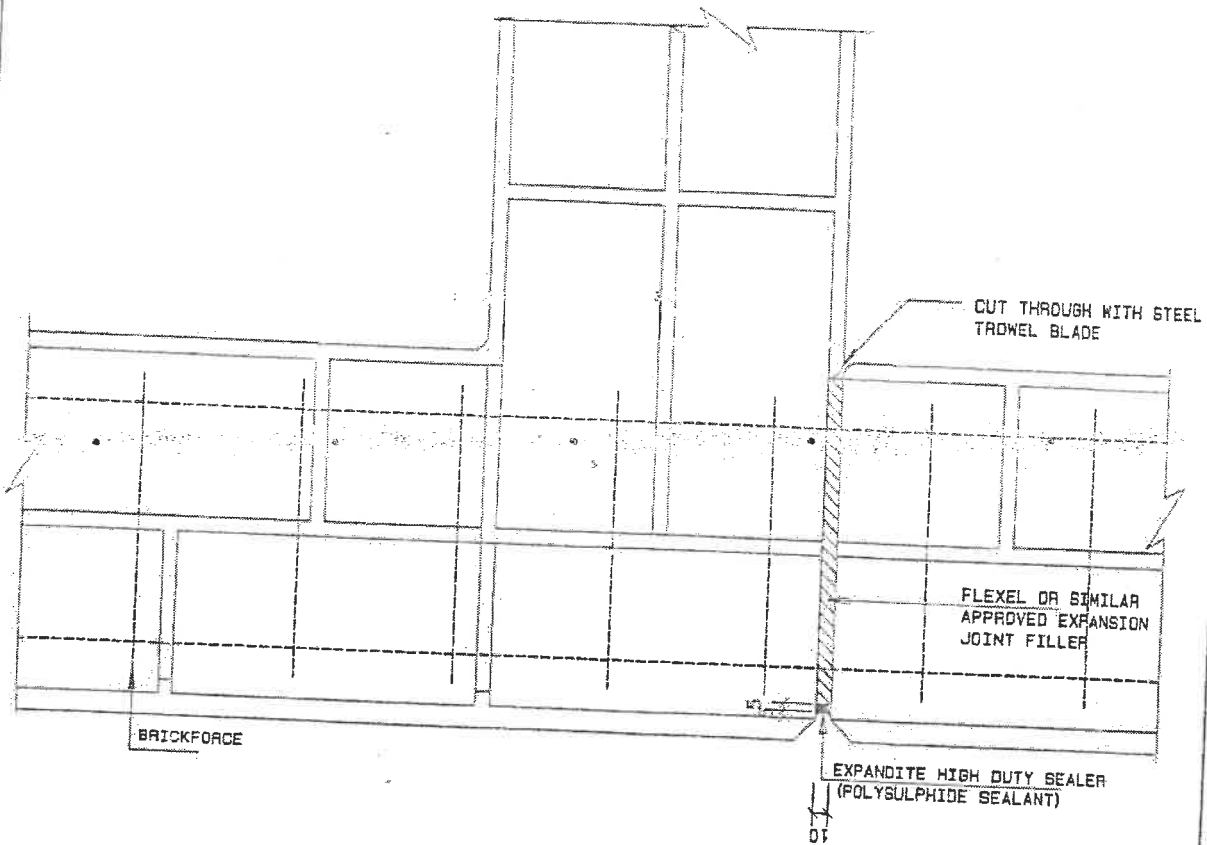 CUT THROUGH WITH STEEL
TROWEL BLADE
FLEXEL OR SIMILAR
APPROVED EXPANSION
JOINT FILLER
BRICKFORCE
EXPANDITE HIGH DUTY SEALER
(POLYSULPHIDE SEALANT)
10